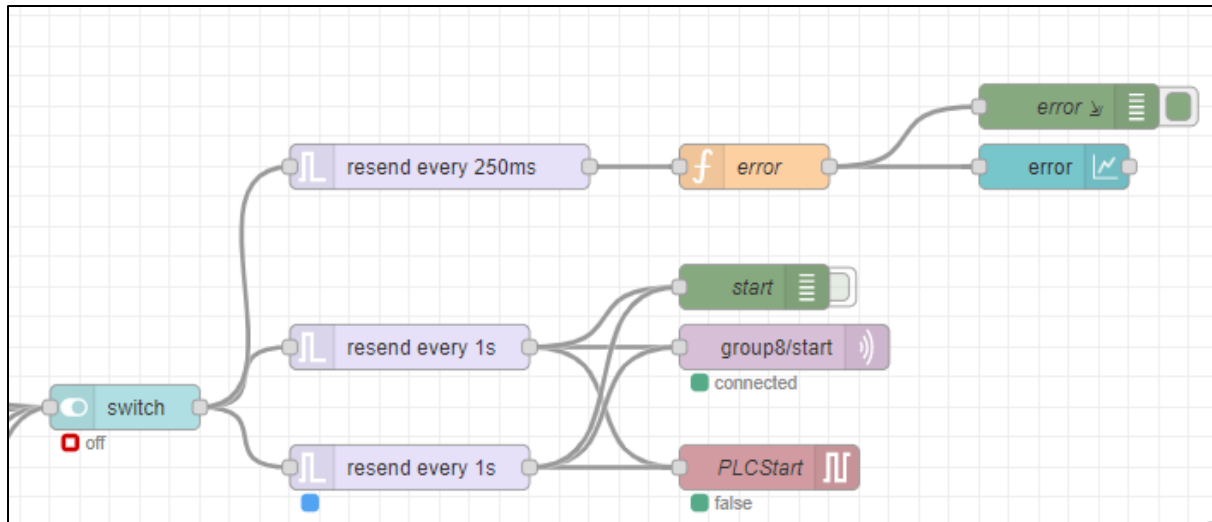 error
resend every 250ms
error
error
start
resend every 1s
group8/start
connected
switch
off
resend every 1s
PLCStart
false